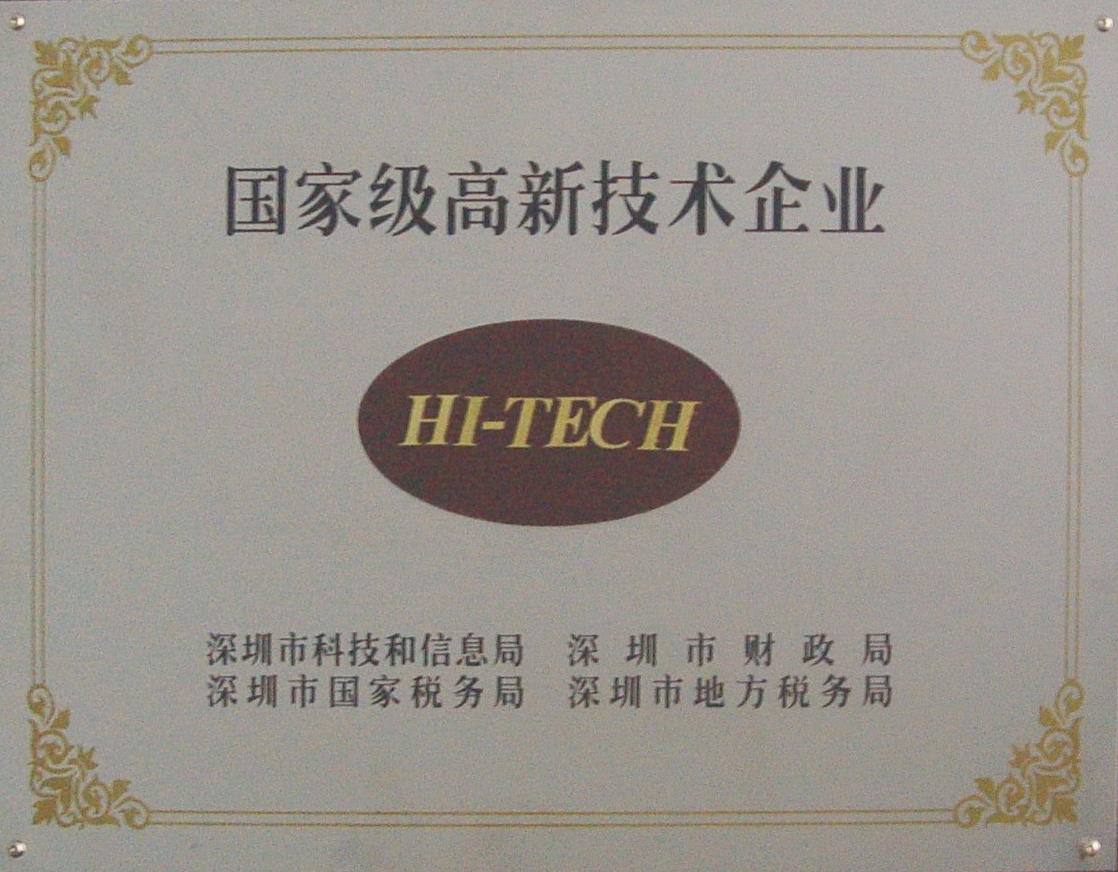 国家级高新技术企业
HI-TECH
深圳市科技和信息局 深圳市财政局
深圳市国家税务局 深圳市地方税务局